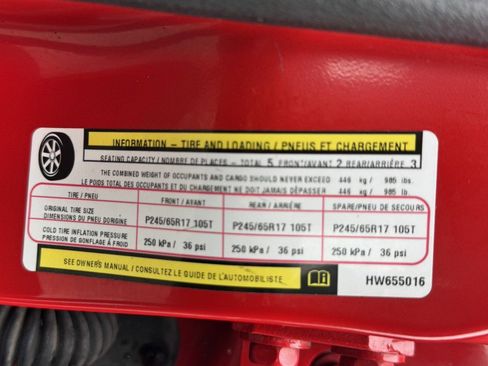 INFORMATION – TIRE AND LOADING / PNEUS ET CHARGEMENT
SEATING CAPACITY / NOMBRE DE PLACES – TOTAL 5 FRONT/AVANT 2 REAR/ARRIÈRE 3
THE COMBINED WEIGHT OF OCCUPANTS AND CARGO SHOULD NEVER EXCEED 446 kg / 985 lbs.
LE POIDS TOTAL DES OCCUPANTS ET DU CHARGEMENT NE DOIT JAMAIS DÉPASSER 446 kg / 985 lb.
TIRE / PNEU FRONT / AVANT REAR / ARRIÈRE SPARE/PNEU DE SECOURS
ORIGINAL TIRE SIZE
DIMENSIONS DU PNEU D'ORIGINE P245/65R17 105T P245/65R17 105T P245/65R17 105T
COLD TIRE INFLATION PRESSURE
PRESSION DE GONFLAGE À FROID 250 kPa / 36 psi 250 kPa / 36 psi 250 kPa / 36 psi
SEE OWNER'S MANUAL / CONSULTEZ LE GUIDE DE L'AUTOMOBILISTE
HW655016